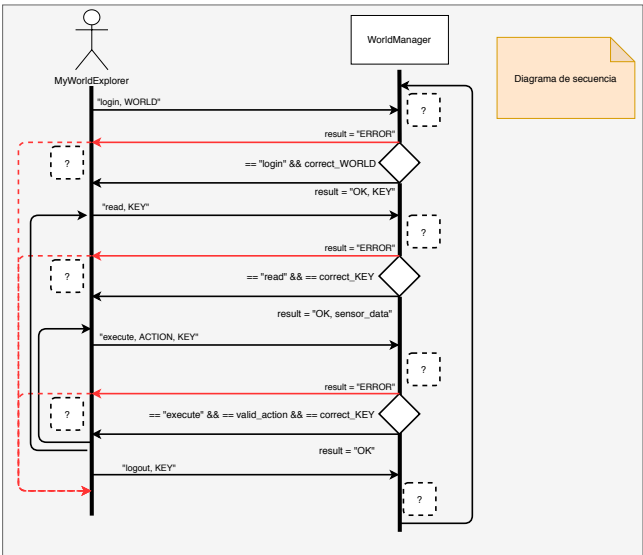 WorldManager
Diagrama de secuencia
MyWorldExplorer
"login, WORLD"
?
result = "ERROR"
?
== "login" && correct_WORLD
result = "OK, KEY"
"read, KEY"
?
result = "ERROR"
?
== "read" && == correct_KEY
result = "OK, sensor_data"
"execute, ACTION, KEY"
?
result = "ERROR"
?
== "execute" && == valid_action && == correct_KEY
result = "OK"
"logout, KEY"
?